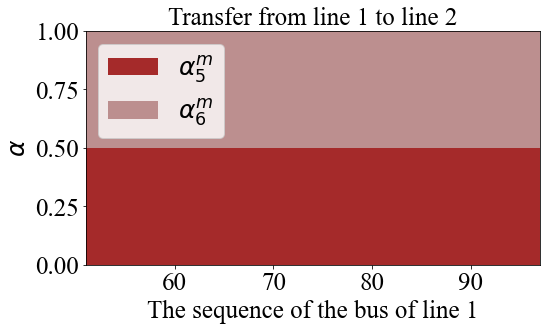 Transfer from line 1 to line 2
1.00
0.75
0.50
0.25
0.00
α
α₅ᵐ
α₆ᵐ
60 70 80 90
The sequence of the bus of line 1